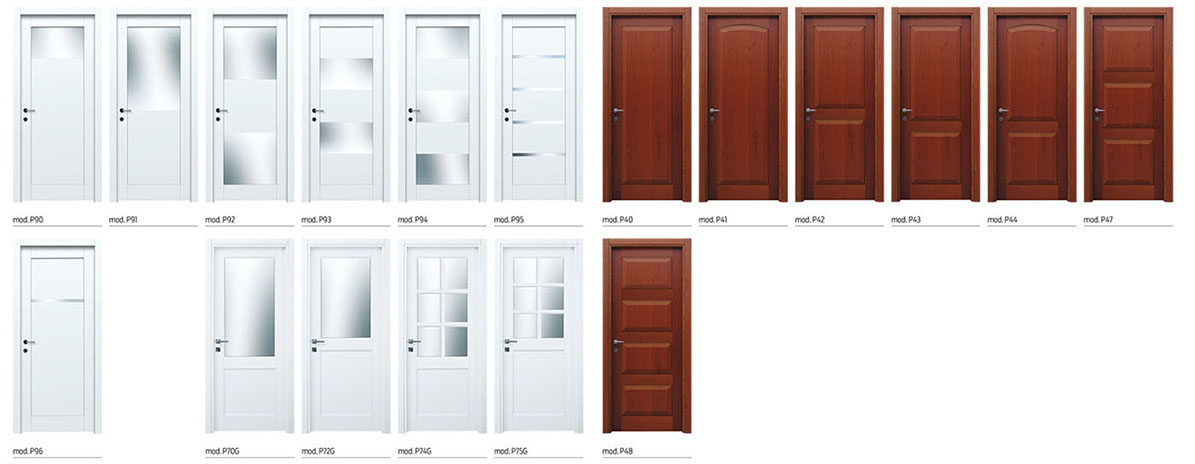 mod. P90
mod. P91
mod. P92
mod. P93
mod. P94
mod. P95
mod. P40
mod. P41
mod. P42
mod. P43
mod. P44
mod. P47
mod. P96
mod. P70G
mod. P72G
mod. P74G
mod. P75G
mod. P48